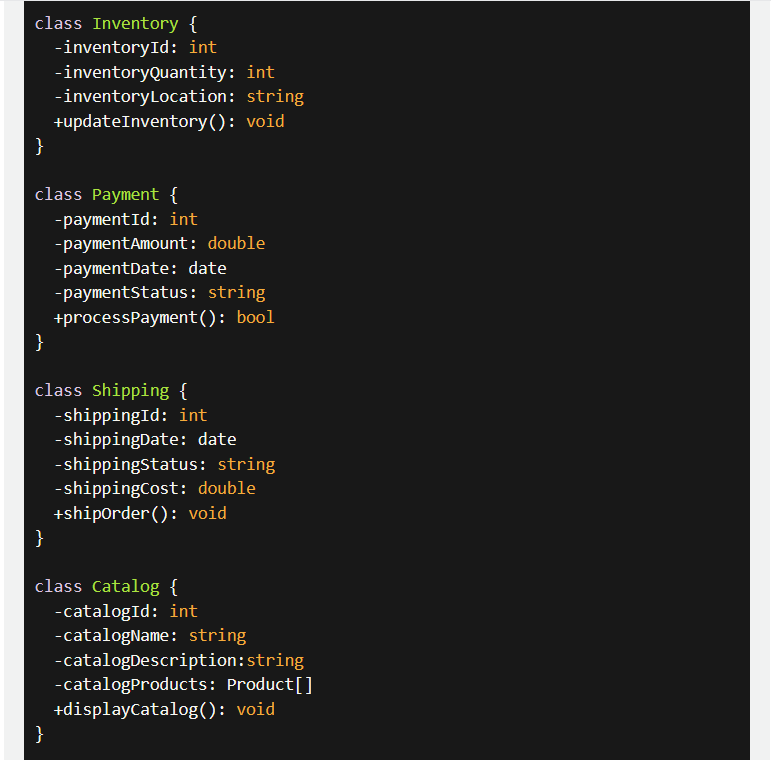 class Inventory {
  -inventoryId: int
  -inventoryQuantity: int
  -inventoryLocation: string
  +updateInventory(): void
}

class Payment {
  -paymentId: int
  -paymentAmount: double
  -paymentDate: date
  -paymentStatus: string
  +processPayment(): bool
}

class Shipping {
  -shippingId: int
  -shippingDate: date
  -shippingStatus: string
  -shippingCost: double
  +shipOrder(): void
}

class Catalog {
  -catalogId: int
  -catalogName: string
  -catalogDescription:string
  -catalogProducts: Product[]
  +displayCatalog(): void
}